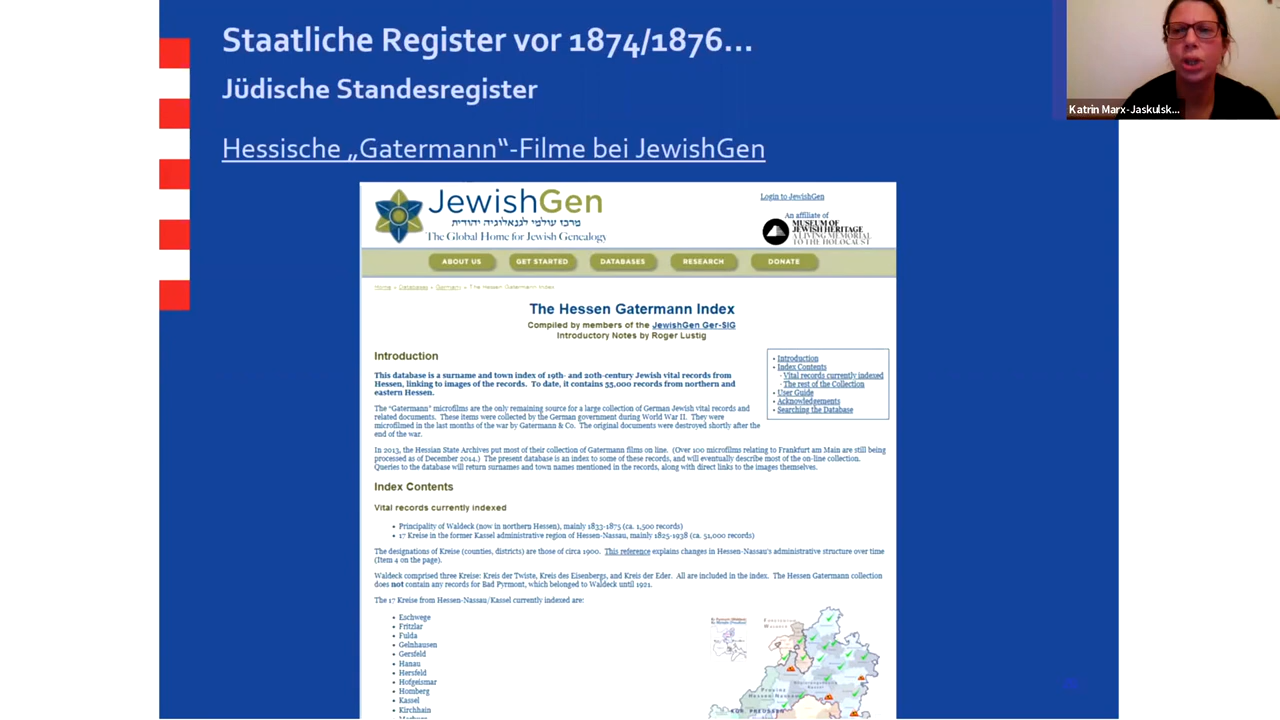 Staatliche Register vor 1874/1876...
Jüdische Standesregister
Hessische „Gatermann“-Filme bei JewishGen
Katrin Marx-Jaskulsk...
JewishGen
מרכז עולמי לגנאלוגיה יהודית
The Global Home for Jewish Genealogy
Login to JewishGen
An affiliate of
MUSEUM OF
JEWISH HERITAGE
A LIVING MEMORIAL
TO THE HOLOCAUST
ABOUT US
GET STARTED
DATABASES
RESEARCH
DONATE
Home » Databases » Germany » The Hessen Gatermann Index
The Hessen Gatermann Index
Compiled by members of the JewishGen Ger-SIG
Introductory Notes by Roger Lustig
Introduction
This database is a surname and town index of 19th- and 20th-century Jewish vital records from
Hessen, linking to images of the records. To date, it contains 55,000 records from northern and
eastern Hessen.
• Introduction
• Index Contents
· Vital records currently indexed
· The rest of the Collection
• User Guide
• Acknowledgements
• Searching the Database
The “Gatermann” microfilms are the only remaining source for a large collection of German Jewish vital records and
related documents. These items were collected by the German government during World War II. They were
microfilmed in the last months of the war by Gatermann & Co. The original documents were destroyed shortly after the
end of the war.
In 2013, the Hessian State Archives put most of their collection of Gatermann films on line. (Over 100 microfilms relating to Frankfurt am Main are still being
processed as of December 2014.) The present database is an index to some of these records, and will eventually describe most of the on-line collection.
Queries to the database will return surnames and town names mentioned in the records, along with direct links to the images themselves.
Index Contents
Vital records currently indexed
• Principality of Waldeck (now in northern Hessen), mainly 1833-1875 (ca. 1,500 records)
• 17 Kreise in the former Kassel administrative region of Hessen-Nassau, mainly 1825-1938 (ca. 51,000 records)
The designations of Kreise (counties, districts) are those of circa 1900. This reference explains changes in Hessen-Nassau's administrative structure over time
(Item 4 on the page).
Waldeck comprised three Kreise: Kreis der Twiste, Kreis des Eisenbergs, and Kreis der Eder. All are included in the index. The Hessen Gatermann collection
does not contain any records for Bad Pyrmont, which belonged to Waldeck until 1921.
The 17 Kreise from Hessen-Nassau/Kassel currently indexed are:
• Eschwege
• Fritzlar
• Fulda
• Gelnhausen
• Gersfeld
• Hanau
• Hersfeld
• Hofgeismar
• Homberg
• Kassel
• Kirchhain
Provinz
Hessen-Nassau
KGR. PREUSSEN